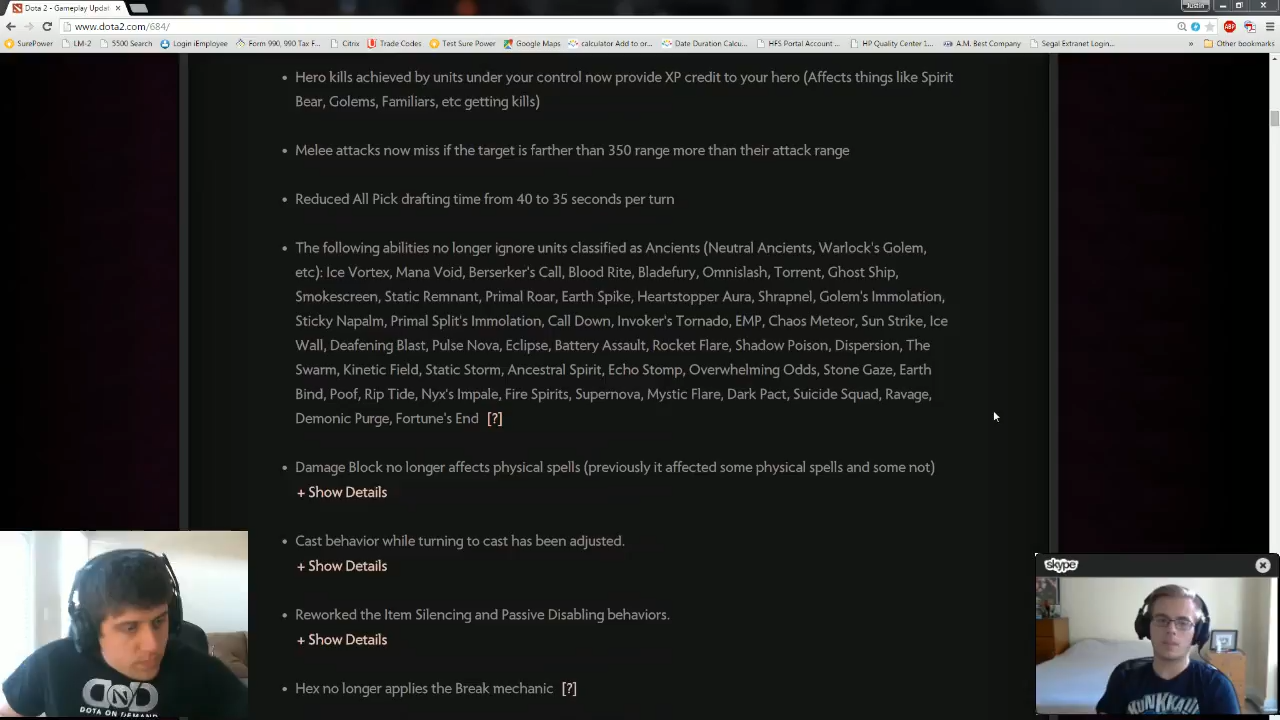 Dota 2 - Gameplay Updat
Justin
www.dota2.com/684/
SurePower
LM-2
5500 Search
Login iEmployee
Form 990, 990 Tax F...
Citrix
Trade Codes
Test Sure Power
Google Maps
calculator Add to or...
Date Duration Calcu...
HFS Portal Account ...
HP Quality Center 1...
A.M. Best Company
Segal Extranet Login...
»
Other bookmarks
• Hero kills achieved by units under your control now provide XP credit to your hero (Affects things like Spirit
Bear, Golems, Familiars, etc getting kills)
• Melee attacks now miss if the target is farther than 350 range more than their attack range
• Reduced All Pick drafting time from 40 to 35 seconds per turn
• The following abilities no longer ignore units classified as Ancients (Neutral Ancients, Warlock's Golem,
etc): Ice Vortex, Mana Void, Berserker's Call, Blood Rite, Bladefury, Omnislash, Torrent, Ghost Ship,
Smokescreen, Static Remnant, Primal Roar, Earth Spike, Heartstopper Aura, Shrapnel, Golem's Immolation,
Sticky Napalm, Primal Split's Immolation, Call Down, Invoker's Tornado, EMP, Chaos Meteor, Sun Strike, Ice
Wall, Deafening Blast, Pulse Nova, Eclipse, Battery Assault, Rocket Flare, Shadow Poison, Dispersion, The
Swarm, Kinetic Field, Static Storm, Ancestral Spirit, Echo Stomp, Overwhelming Odds, Stone Gaze, Earth
Bind, Poof, Rip Tide, Nyx's Impale, Fire Spirits, Supernova, Mystic Flare, Dark Pact, Suicide Squad, Ravage,
Demonic Purge, Fortune's End [?]
• Damage Block no longer affects physical spells (previously it affected some physical spells and some not)
+ Show Details
• Cast behavior while turning to cast has been adjusted.
+ Show Details
• Reworked the Item Silencing and Passive Disabling behaviors.
+ Show Details
• Hex no longer applies the Break mechanic [?]
skype
DND
DOTA ON DEMAND